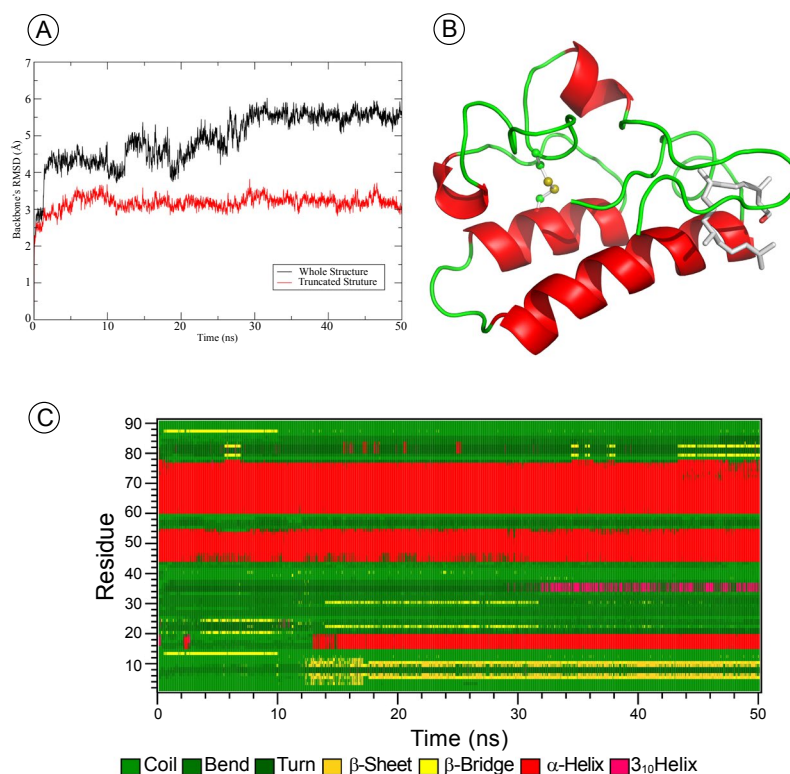 A
B
7
6
5
4
3
2
1
0
Backbone's RMSD (Å)
0 10 20 30 40 50
Time (ns)
Whole Structure
Truncated Struture
C
90
80
70
60
50
40
30
20
10
Residue
0 10 20 30 40 50
Time (ns)
Coil Bend Turn β-Sheet β-Bridge α-Helix 3₁₀Helix